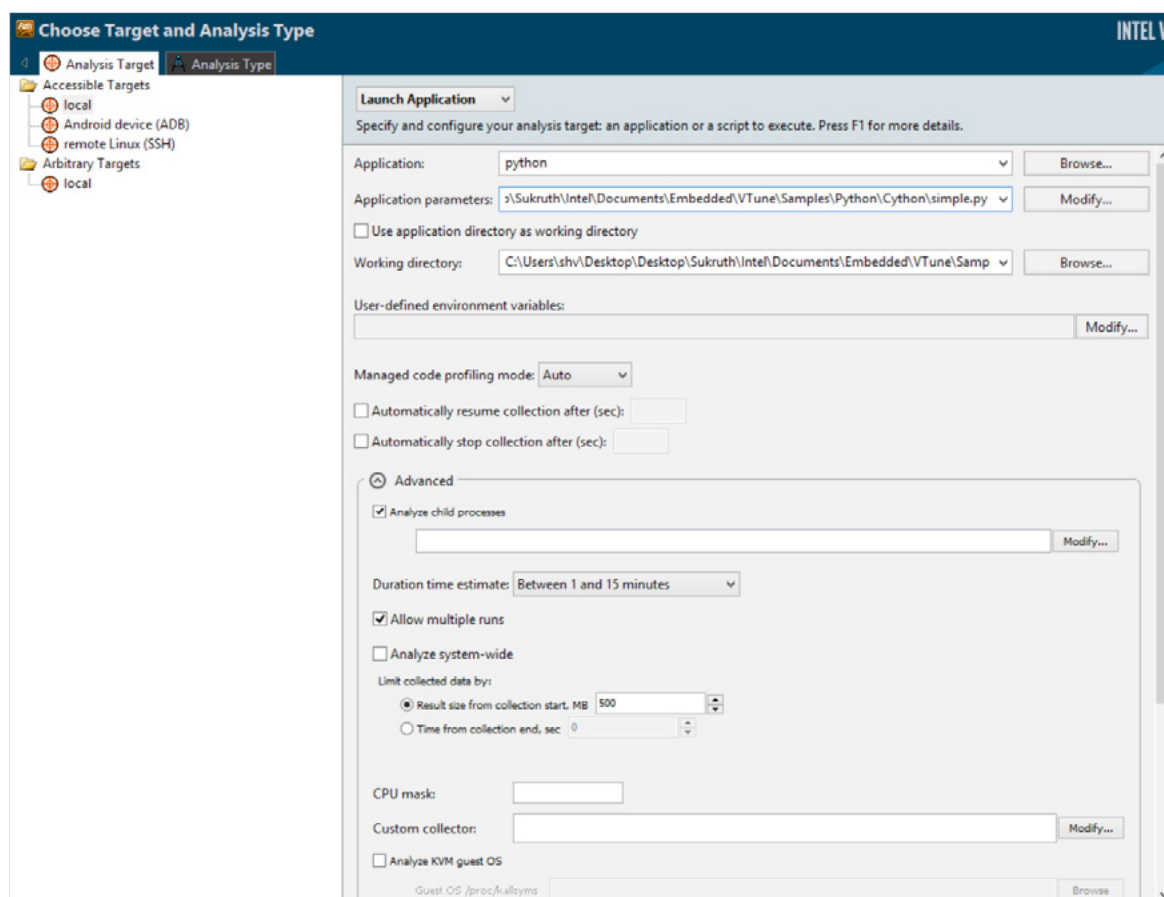 Choose Target and Analysis Type
INTEL V
Analysis Target
Analysis Type
Accessible Targets
local
Android device (ADB)
remote Linux (SSH)
Arbitrary Targets
local
Launch Application
Specify and configure your analysis target: an application or a script to execute. Press F1 for more details.
Application: python Browse...
Application parameters: ɔ\Sukruth\Intel\Documents\Embedded\VTune\Samples\Python\Cython\simple.py Modify...
Use application directory as working directory
Working directory: C:\Users\shv\Desktop\Desktop\Sukruth\Intel\Documents\Embedded\VTune\Samp Browse...
User-defined environment variables:
Modify...
Managed code profiling mode: Auto
Automatically resume collection after (sec):
Automatically stop collection after (sec):
Advanced
Analyze child processes
Modify...
Duration time estimate: Between 1 and 15 minutes
Allow multiple runs
Analyze system-wide
Limit collected data by:
Result size from collection start, MB 500
Time from collection end, sec 0
CPU mask:
Custom collector: Modify...
Analyze KVM guest OS
Guest OS /proc/kallsyms Browse